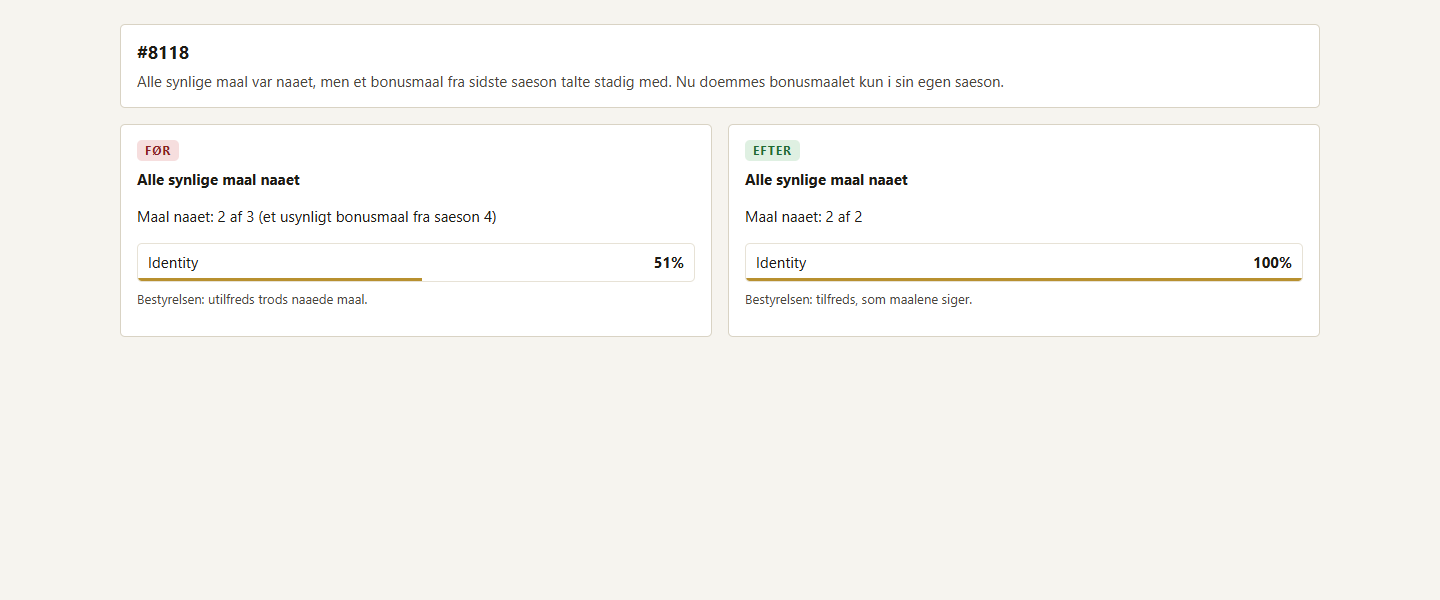 #8118
Alle synlige maal var naaet, men et bonusmaal fra sidste saeson talte stadig med. Nu doemmes bonusmaalet kun i sin egen saeson.
FØR
Alle synlige maal naaet
Maal naaet: 2 af 3 (et usynligt bonusmaal fra saeson 4)
Identity 51%
Bestyrelsen: utilfreds trods naaede maal.
EFTER
Alle synlige maal naaet
Maal naaet: 2 af 2
Identity 100%
Bestyrelsen: tilfreds, som maalene siger.